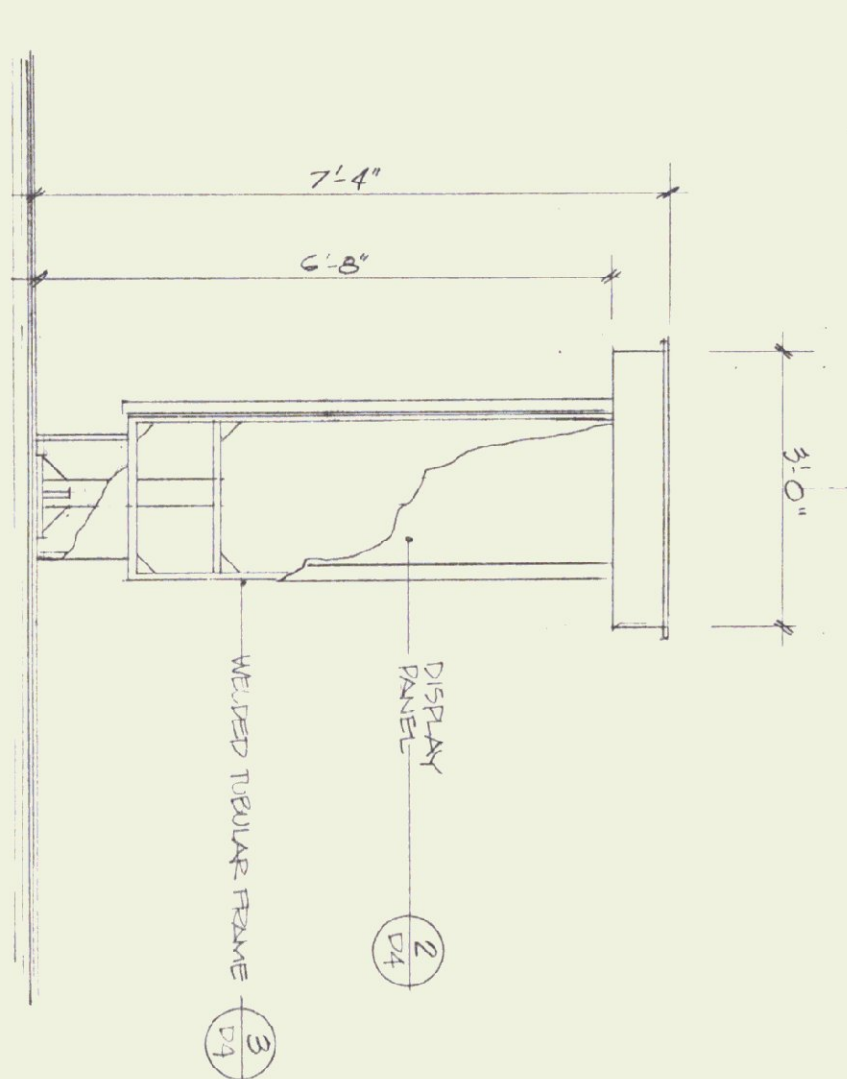 7'-4"
6'-8"
3'-0"
DISPLAY
PANEL
2
D4
WELDED TUBULAR FRAME
3
D4